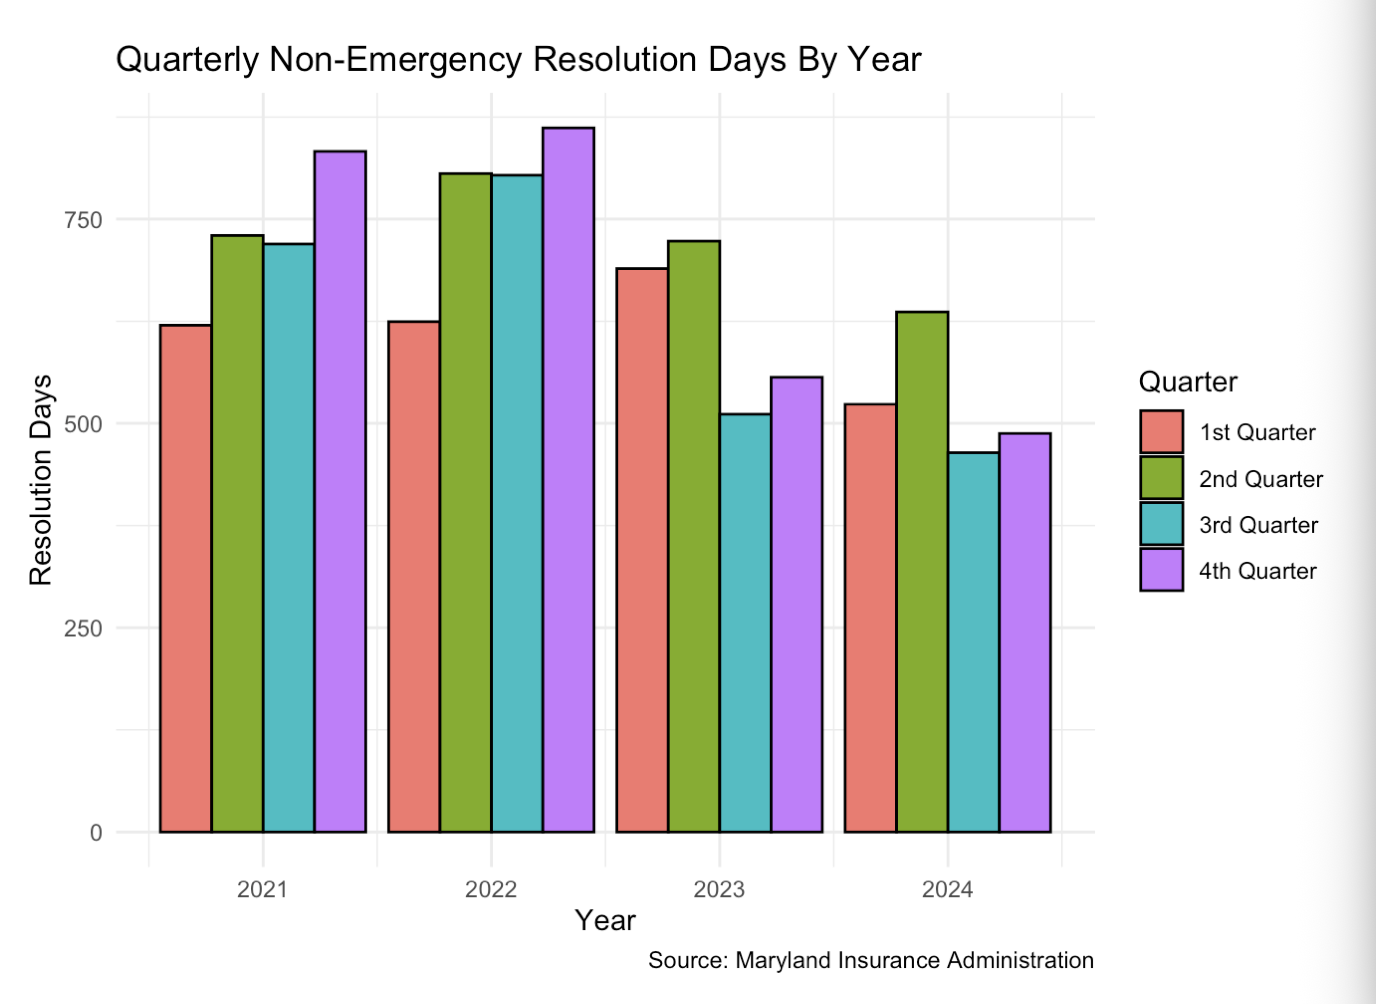 Quarterly Non-Emergency Resolution Days By Year
Resolution Days
750
500
250
0
2021 2022 2023 2024
Year
Quarter
1st Quarter
2nd Quarter
3rd Quarter
4th Quarter
Source: Maryland Insurance Administration